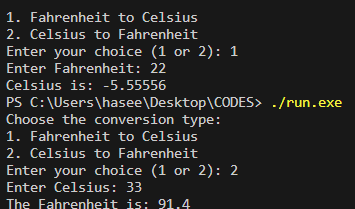 1. Fahrenheit to Celsius
2. Celsius to Fahrenheit
Enter your choice (1 or 2): 1
Enter Fahrenheit: 22
Celsius is: -5.55556
PS C:\Users\hasee\Desktop\CODES> ./run.exe
Choose the conversion type:
1. Fahrenheit to Celsius
2. Celsius to Fahrenheit
Enter your choice (1 or 2): 2
Enter Celsius: 33
The Fahrenheit is: 91.4